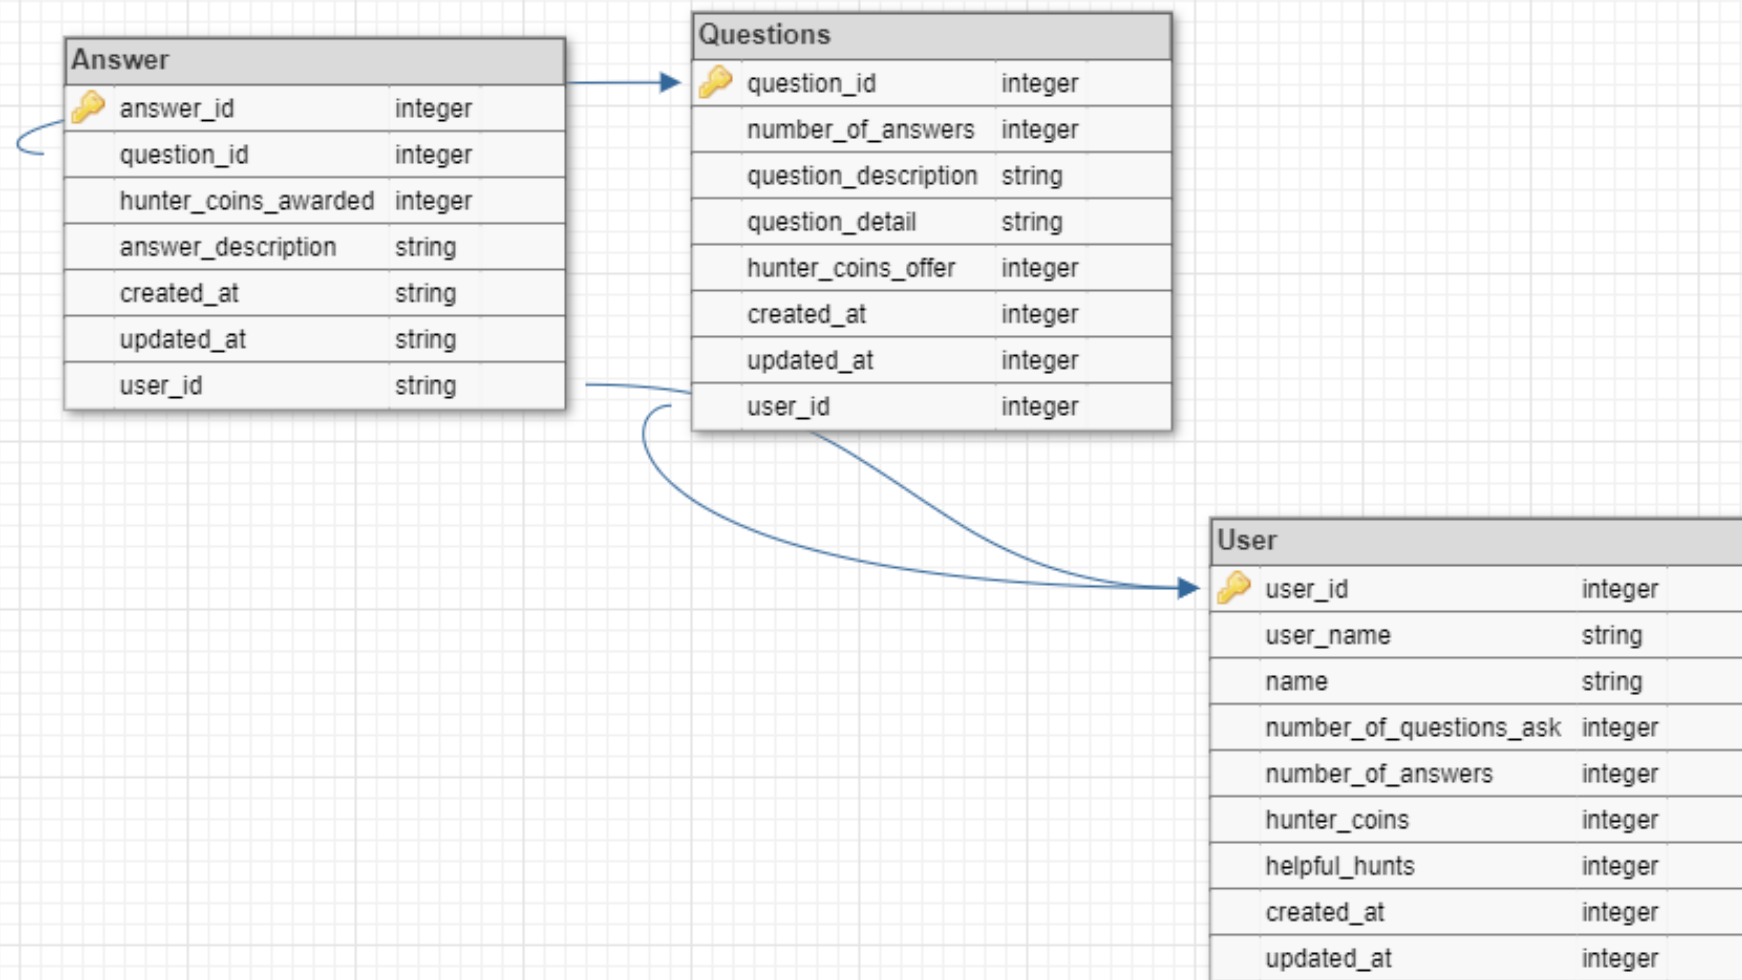 Answer
answer_id integer
question_id integer
hunter_coins_awarded integer
answer_description string
created_at string
updated_at string
user_id string
Questions
question_id integer
number_of_answers integer
question_description string
question_detail string
hunter_coins_offer integer
created_at integer
updated_at integer
user_id integer
User
user_id integer
user_name string
name string
number_of_questions_ask integer
number_of_answers integer
hunter_coins integer
helpful_hunts integer
created_at integer
updated_at integer